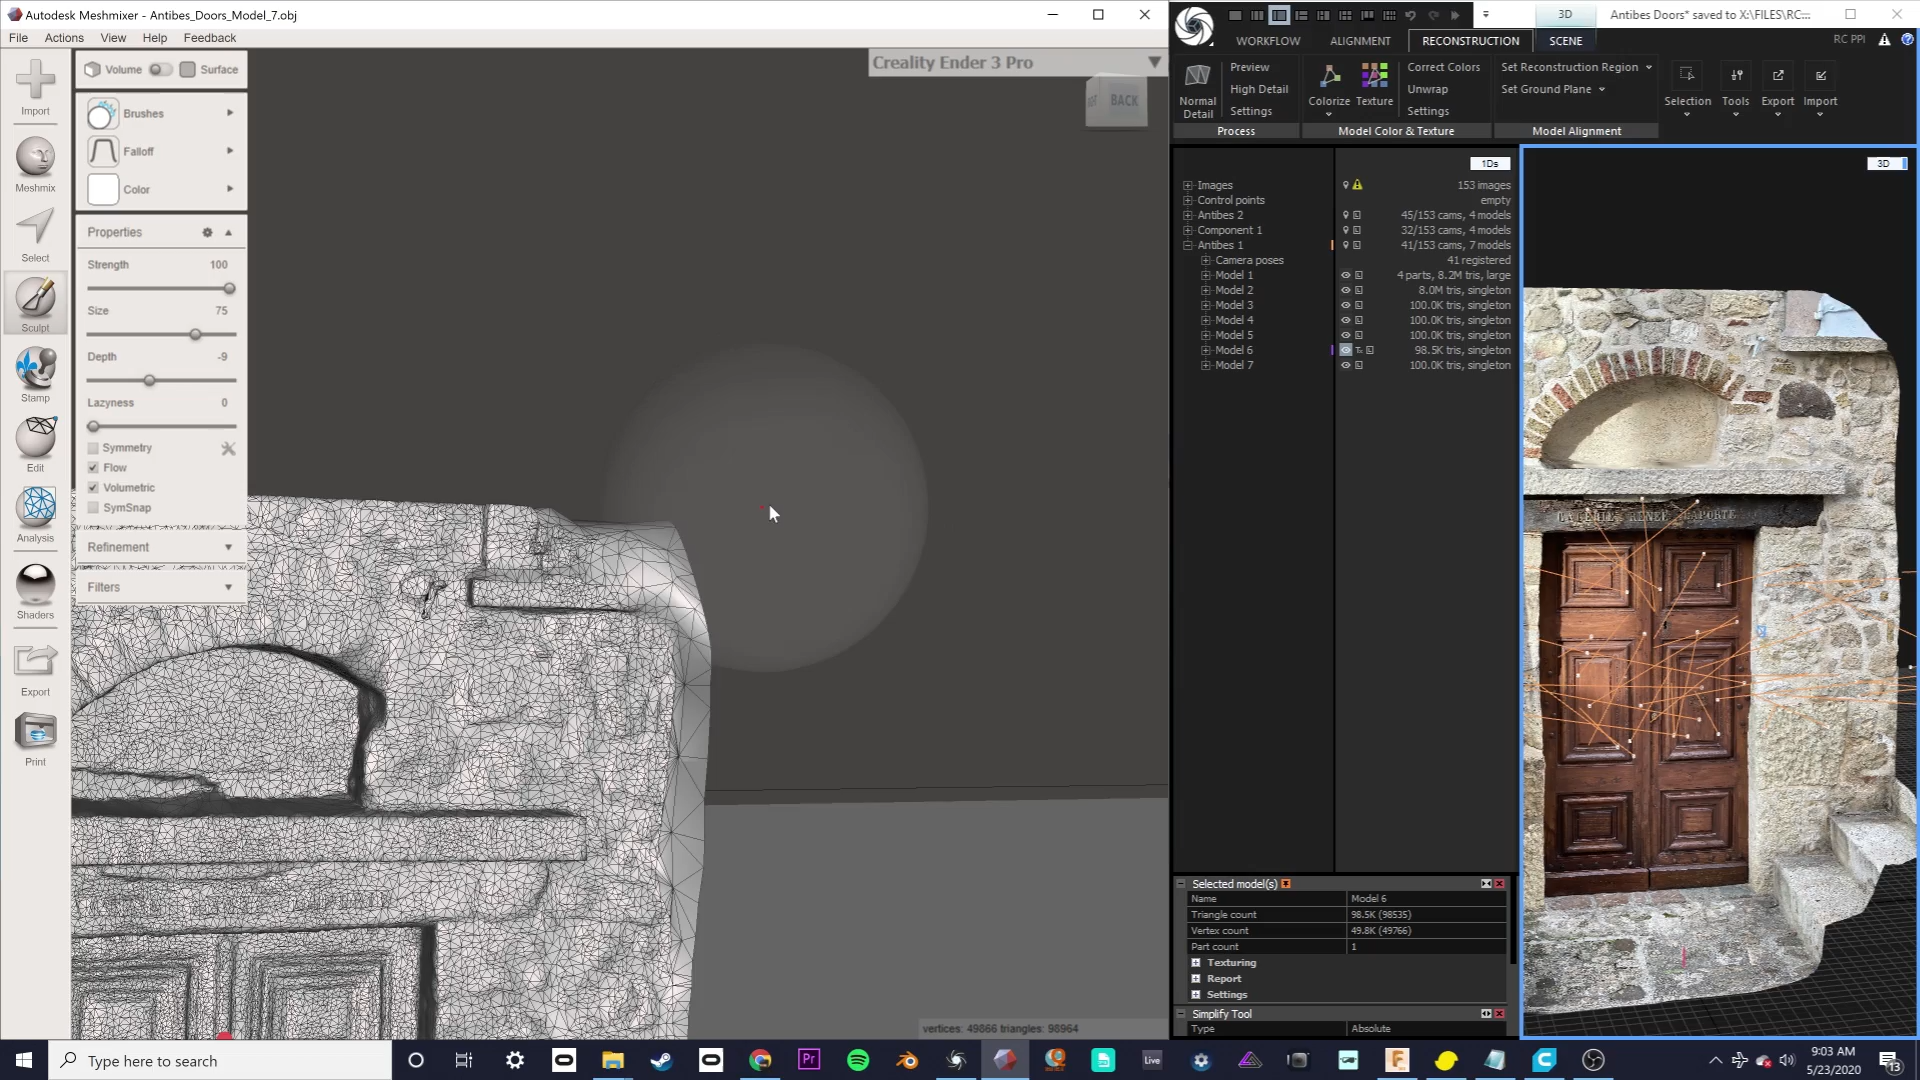 Autodesk Meshmixer - Antibes_Doors_Model_7.obj
File Actions View Help Feedback
Import
Meshmix
Select
Sculpt
Stamp
Edit
Analysis
Shaders
Export
Print
Volume Surface
Brushes
Falloff
Color
Properties
Strength 100
Size 75
Depth -9
Lazyness 0
Symmetry
Flow
Volumetric
SymSnap
Refinement
Filters
Creality Ender 3 Pro
BACK
vertices: 49866 triangles: 98964
3D Antibes Doors* saved to X:\FILES\RC:...
WORKFLOW ALIGNMENT RECONSTRUCTION SCENE
RC PPI
Normal Detail
Preview
High Detail
Settings
Process
Colorize Texture
Correct Colors
Unwrap
Settings
Model Color & Texture
Set Reconstruction Region
Set Ground Plane
Model Alignment
Selection Tools Export Import
1Ds
Images 153 images
Control points empty
Antibes 2 45/153 cams, 4 models
Component 1 32/153 cams, 4 models
Antibes 1 41/153 cams, 7 models
Camera poses 41 registered
Model 1 4 parts, 8.2M tris, large
Model 2 8.0M tris, singleton
Model 3 100.0K tris, singleton
Model 4 100.0K tris, singleton
Model 5 100.0K tris, singleton
Model 6 98.5K tris, singleton
Model 7 100.0K tris, singleton
Selected model(s)
Name Model 6
Triangle count 98.5K (98535)
Vertex count 49.8K (49766)
Part count 1
Texturing
Report
Settings
Simplify Tool
Type Absolute
3D
Type here to search
Pr
Live
9:03 AM
5/23/2020
13